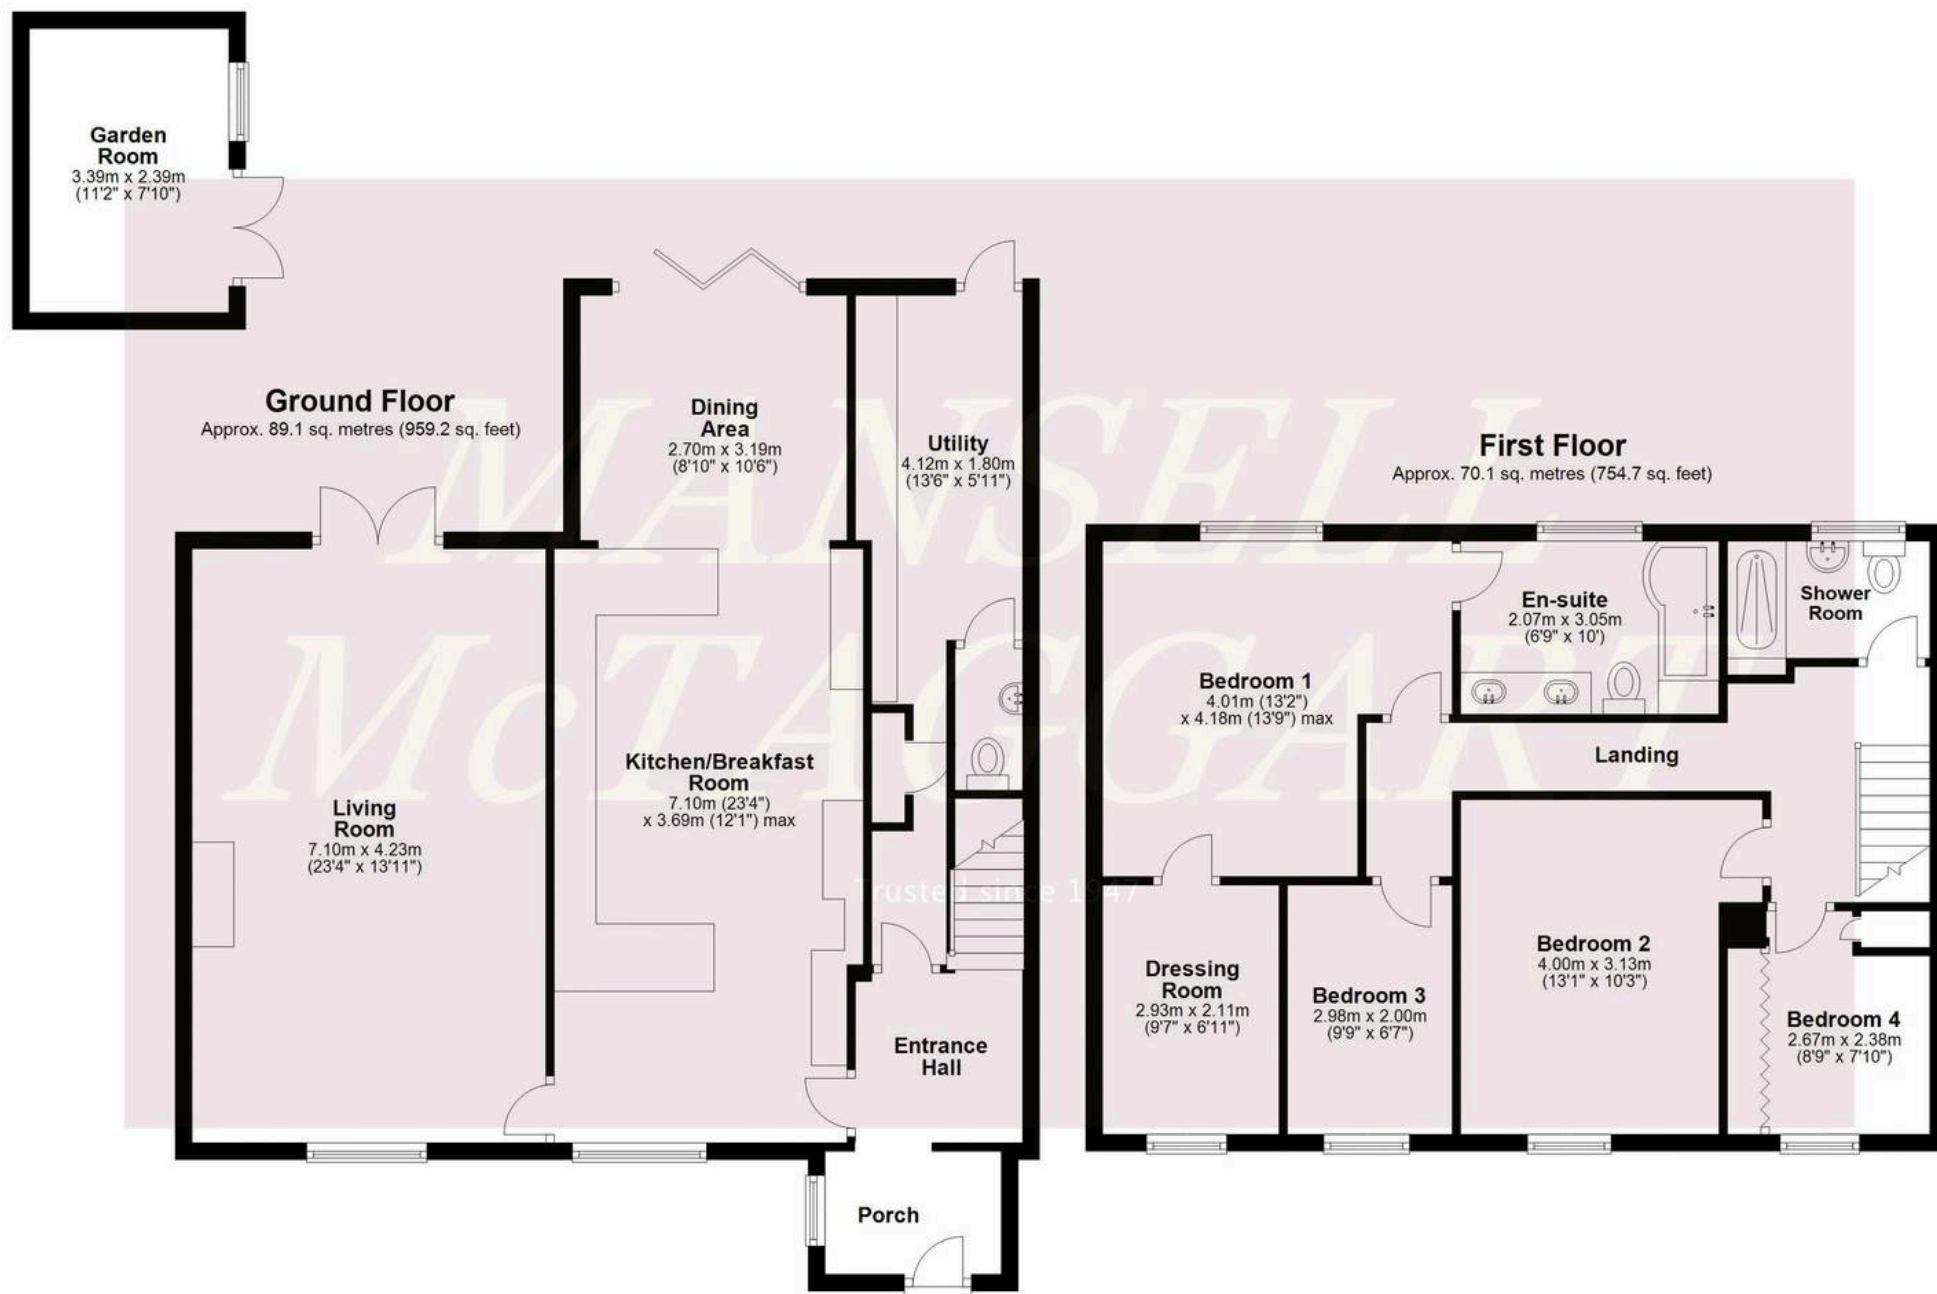 Garden
Room
3.39m x 2.39m
(11'2" x 7'10")
Ground Floor
Approx. 89.1 sq. metres (959.2 sq. feet)
Dining
Area
2.70m x 3.19m
(8'10" x 10'6")
Utility
4.12m x 1.80m
(13'6" x 5'11")
Living
Room
7.10m x 4.23m
(23'4" x 13'11")
Kitchen/Breakfast
Room
7.10m (23'4")
x 3.69m (12'1") max
Entrance
Hall
Porch
First Floor
Approx. 70.1 sq. metres (754.7 sq. feet)
Bedroom 1
4.01m (13'2")
x 4.18m (13'9") max
En-suite
2.07m x 3.05m
(6'9" x 10')
Shower
Room
Landing
Dressing
Room
2.93m x 2.11m
(9'7" x 6'11")
Bedroom 3
2.98m x 2.00m
(9'9" x 6'7")
Bedroom 2
4.00m x 3.13m
(13'1" x 10'3")
Bedroom 4
2.67m x 2.38m
(8'9" x 7'10")
MANSELL
McTAGGART
Trusted since 1947